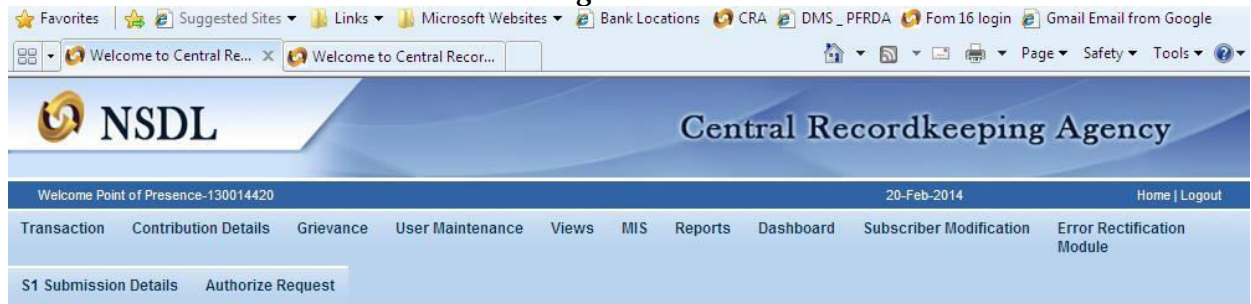 g
Favorites Suggested Sites Links Microsoft Websites Bank Locations CRA DMS_PFRDA Fom 16 login Gmail Email from Google
Welcome to Central Re... X Welcome to Central Recor... Page Safety Tools
NSDL Central Recordkeeping Agency
Welcome Point of Presence-130014420 20-Feb-2014 Home | Logout
Transaction Contribution Details Grievance User Maintenance Views MIS Reports Dashboard Subscriber Modification Error Rectification
Module
S1 Submission Details Authorize Request